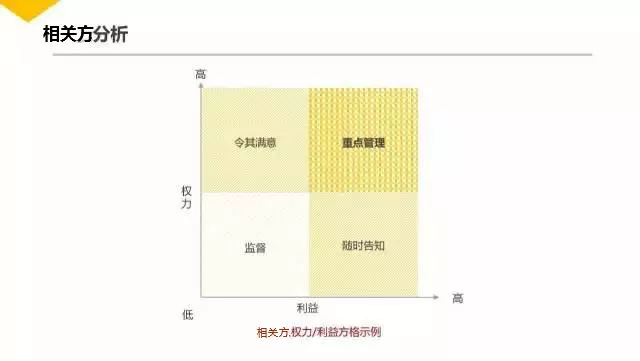 相关方分析
高
令其满意
重点管理
权
力
监督
随时告知
低
利益
高
相关方,权力/利益方格示例